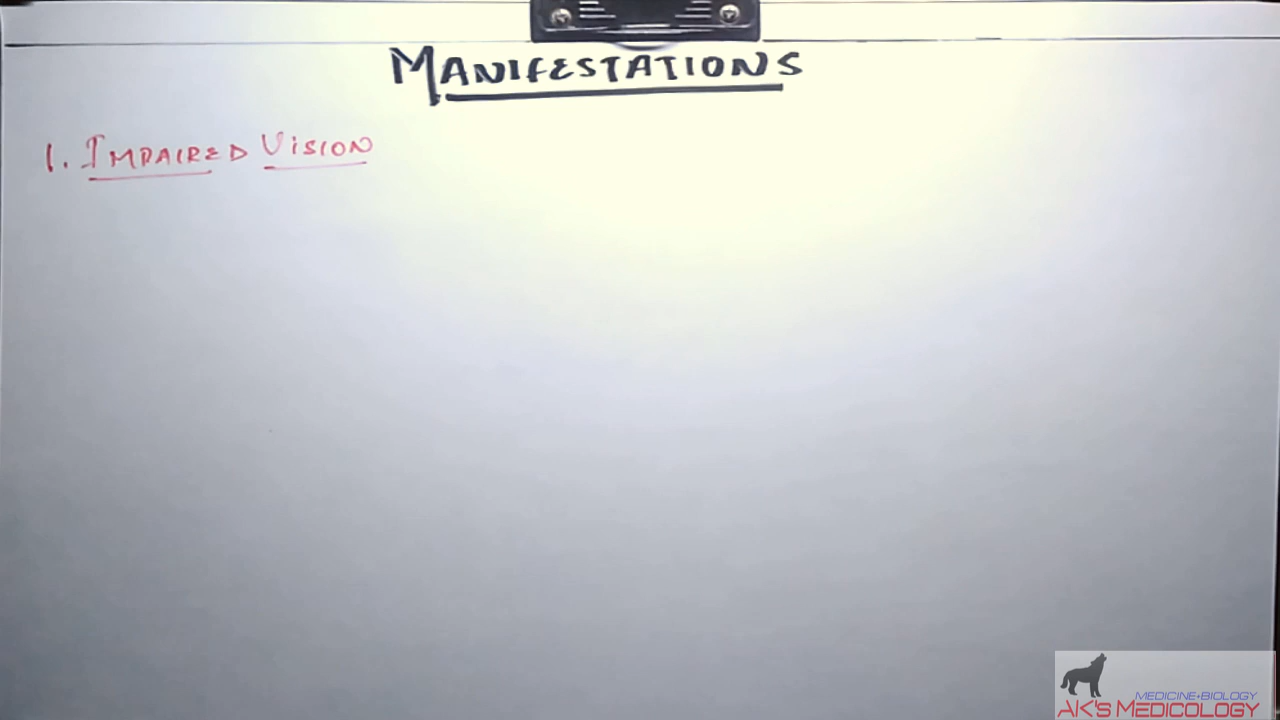 MANIFESTATIONS
1. IMPAIRED VISION
MEDICINE+BIOLOGY
AK'S MEDICOLOGY